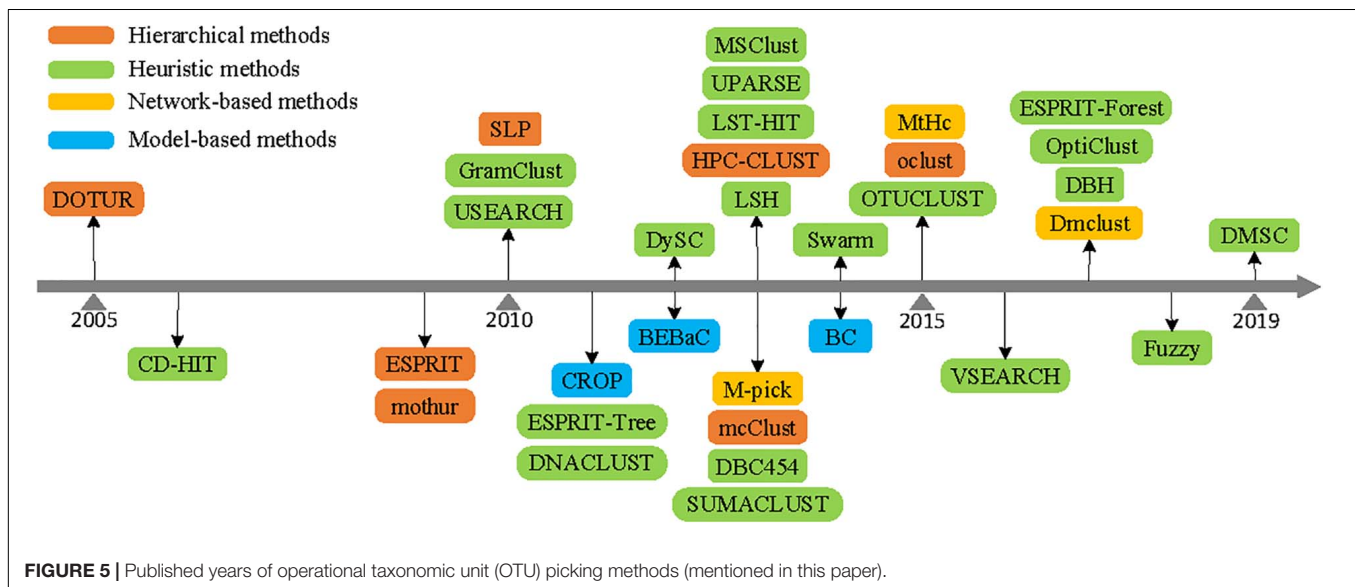 Hierarchical methods
Heuristic methods
Network-based methods
Model-based methods
DOTUR
SLP
GramClust
USEARCH
DySC
MSClust
UPARSE
LST-HIT
HPC-CLUST
LSH
Swarm
MtHc
oclust
OTUCLUST
ESPRIT-Forest
OptiClust
DBH
Dmclust
DMSC
2005
2010
2015
2019
CD-HIT
ESPRIT
mothur
CROP
ESPRIT-Tree
DNACLUST
BEBaC
M-pick
mcClust
DBC454
SUMACLUST
BC
VSEARCH
Fuzzy
FIGURE 5 | Published years of operational taxonomic unit (OTU) picking methods (mentioned in this paper).